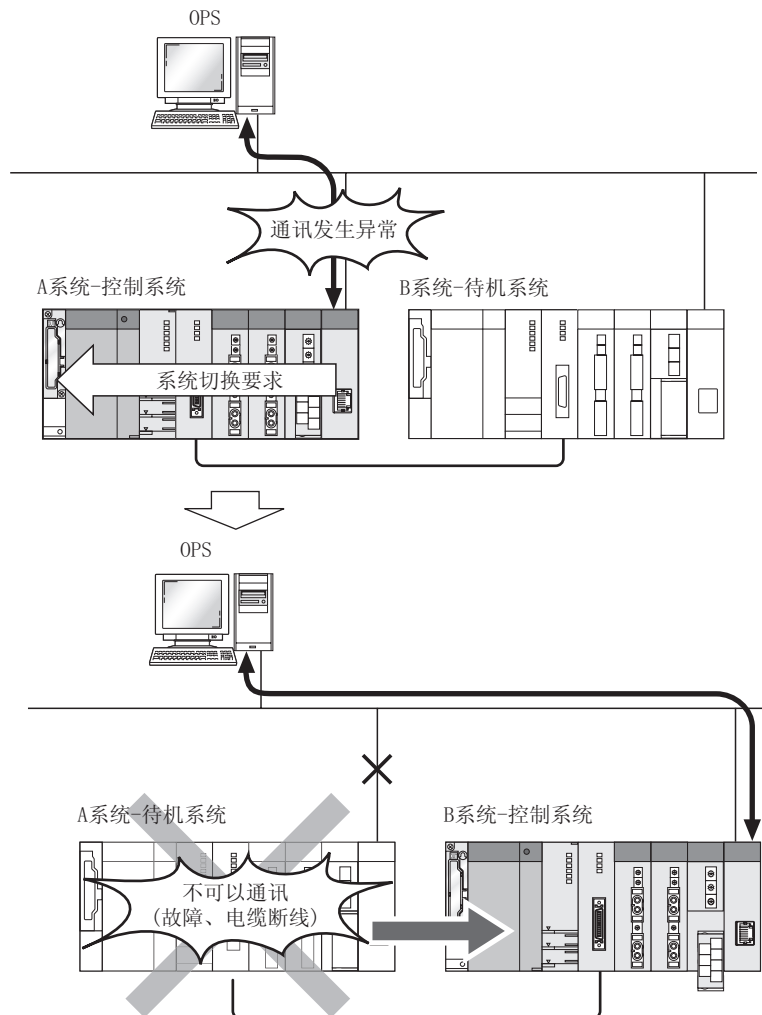 OPS
通讯发生异常
A系统-控制系统
B系统-待机系统
系统切换要求
OPS
A系统-待机系统
B系统-控制系统
不可以通讯
(故障、电缆断线)